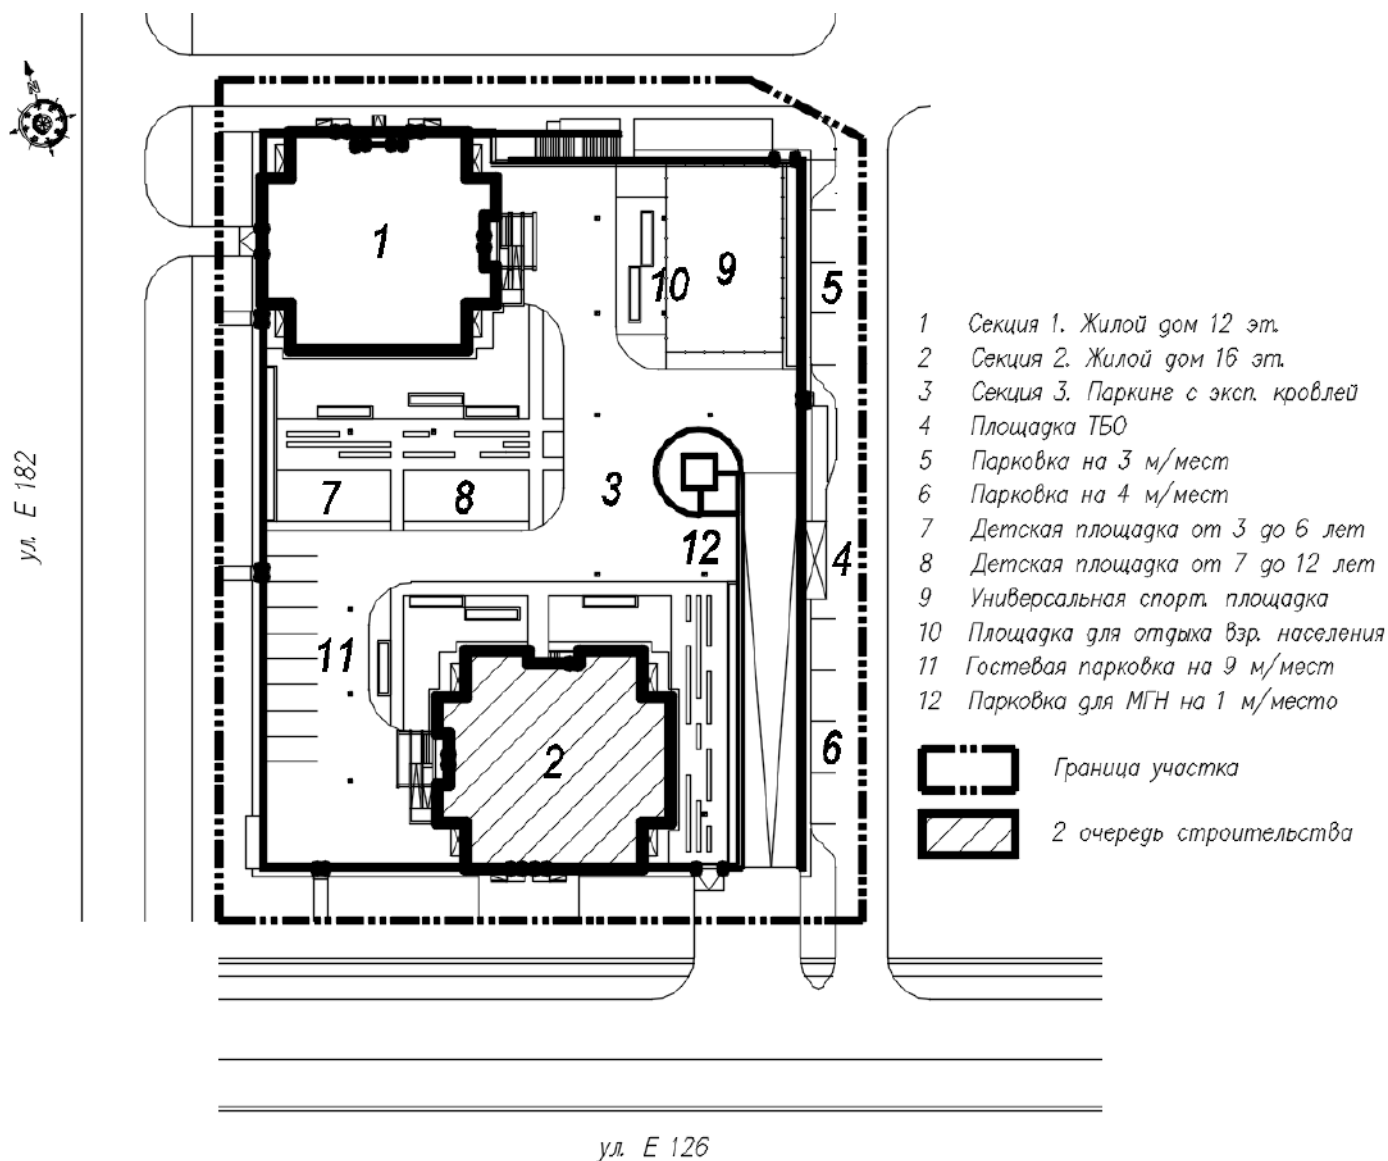 N
1
10
9
5
ул. Е 182
7
8
3
12
4
11
2
6
1 Секция 1. Жилой дом 12 эт.
2 Секция 2. Жилой дом 16 эт.
3 Секция 3. Паркинг с эксп. кровлей
4 Площадка ТБО
5 Парковка на 3 м/мест
6 Парковка на 4 м/мест
7 Детская площадка от 3 до 6 лет
8 Детская площадка от 7 до 12 лет
9 Универсальная спорт. площадка
10 Площадка для отдыха взр. населения
11 Гостевая парковка на 9 м/мест
12 Парковка для МГН на 1 м/место
Граница участка
2 очередь строительства
ул. Е 126